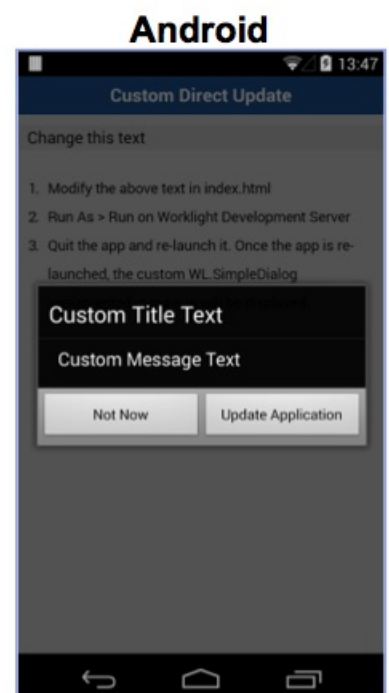 Android
13:47
Custom Direct Update
Change this text
1. Modify the above text in index.html
2. Run As > Run on Worklight Development Server
3. Quit the app and re-launch it. Once the app is re-
launched, the custom WL.SimpleDialog
Custom Title Text
Custom Message Text
Not Now
Update Application